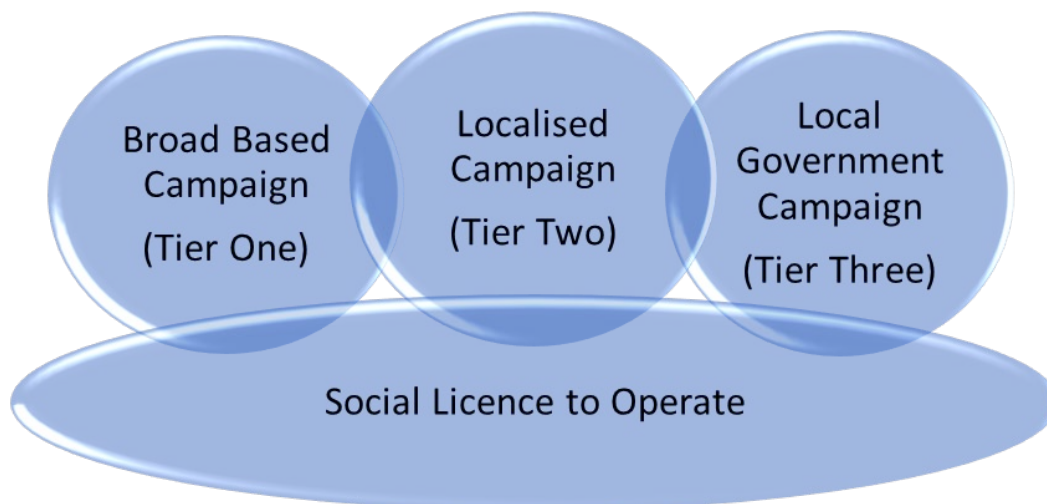 Broad Based
Campaign
(Tier One)
Localised
Campaign
(Tier Two)
Local
Government
Campaign
(Tier Three)
Social Licence to Operate